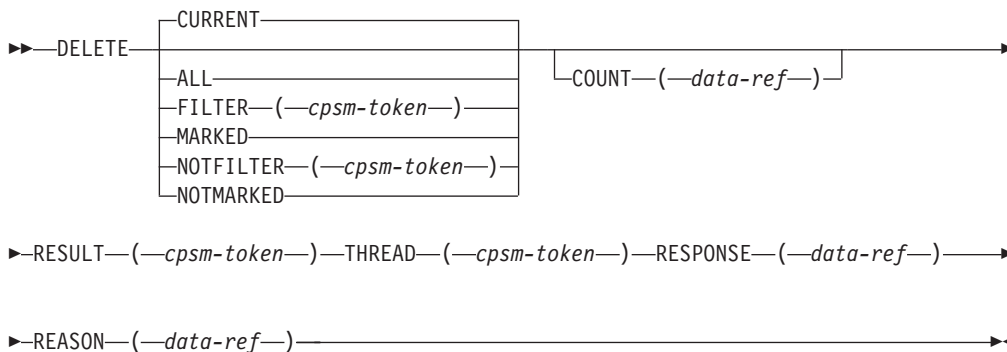 CURRENT
DELETE
ALL
COUNT ( data-ref )
FILTER ( cpsm-token )
MARKED
NOTFILTER ( cpsm-token )
NOTMARKED
RESULT ( cpsm-token ) THREAD ( cpsm-token ) RESPONSE ( data-ref )
REASON ( data-ref )